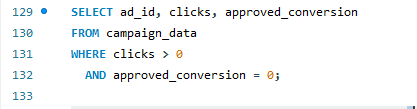 129 SELECT ad_id, clicks, approved_conversion
130 FROM campaign_data
131 WHERE clicks > 0
132 AND approved_conversion = 0;
133